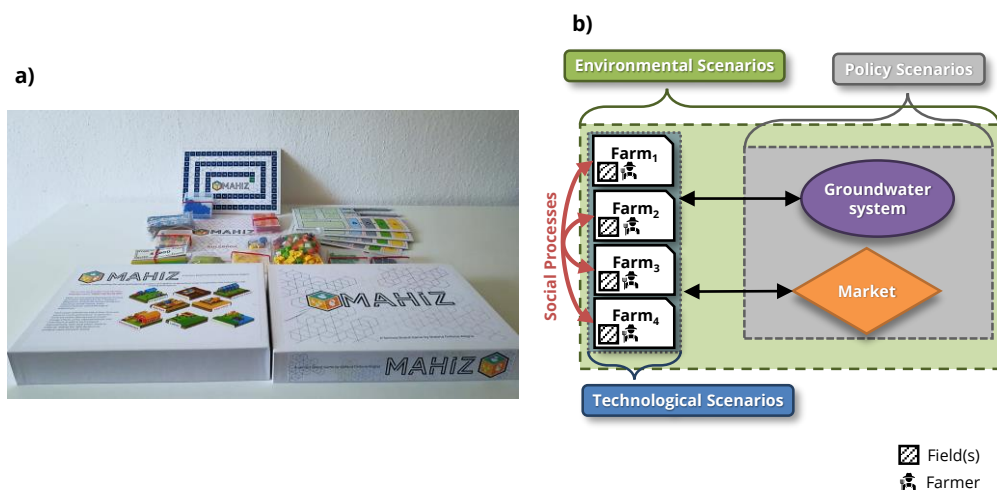 a)
MAHIZ
MAHIZ
MAHIZ
MAHIZ
MAHIZ
b)
Environmental Scenarios
Policy Scenarios
Social Processes
Farm1
Farm2
Farm3
Farm4
Groundwater
system
Market
Technological Scenarios
Field(s)
Farmer